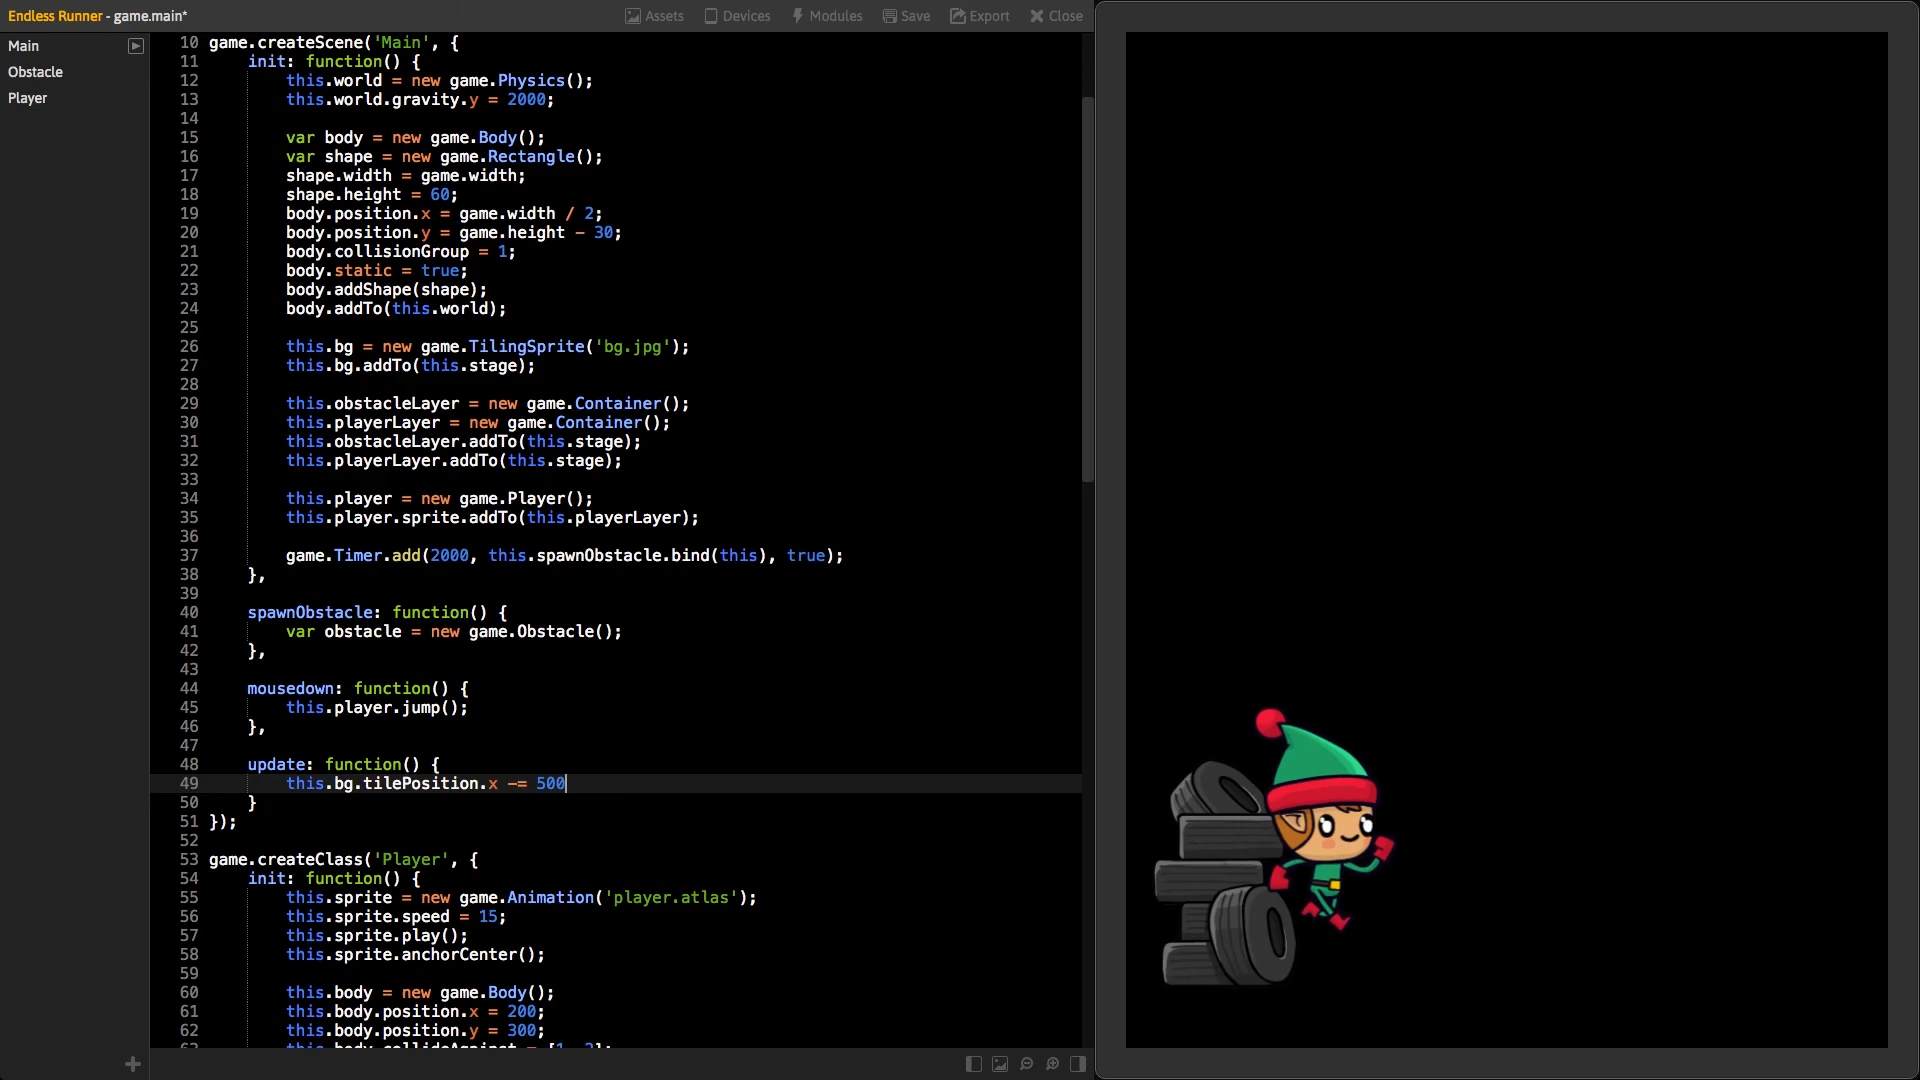 Endless Runner - game.main*
Assets Devices Modules Save Export Close
Main
Obstacle
Player
10 game.createScene('Main', {
11 init: function() {
12 this.world = new game.Physics();
13 this.world.gravity.y = 2000;
14
15 var body = new game.Body();
16 var shape = new game.Rectangle();
17 shape.width = game.width;
18 shape.height = 60;
19 body.position.x = game.width / 2;
20 body.position.y = game.height - 30;
21 body.collisionGroup = 1;
22 body.static = true;
23 body.addShape(shape);
24 body.addTo(this.world);
25
26 this.bg = new game.TilingSprite('bg.jpg');
27 this.bg.addTo(this.stage);
28
29 this.obstacleLayer = new game.Container();
30 this.playerLayer = new game.Container();
31 this.obstacleLayer.addTo(this.stage);
32 this.playerLayer.addTo(this.stage);
33
34 this.player = new game.Player();
35 this.player.sprite.addTo(this.playerLayer);
36
37 game.Timer.add(2000, this.spawnObstacle.bind(this), true);
38 },
39
40 spawnObstacle: function() {
41 var obstacle = new game.Obstacle();
42 },
43
44 mousedown: function() {
45 this.player.jump();
46 },
47
48 update: function() {
49 this.bg.tilePosition.x -= 500
50 }
51 });
52
53 game.createClass('Player', {
54 init: function() {
55 this.sprite = new game.Animation('player.atlas');
56 this.sprite.speed = 15;
57 this.sprite.play();
58 this.sprite.anchorCenter();
59
60 this.body = new game.Body();
61 this.body.position.x = 200;
62 this.body.position.y = 300;
63 this.body.collideAgainst = [1, 2];